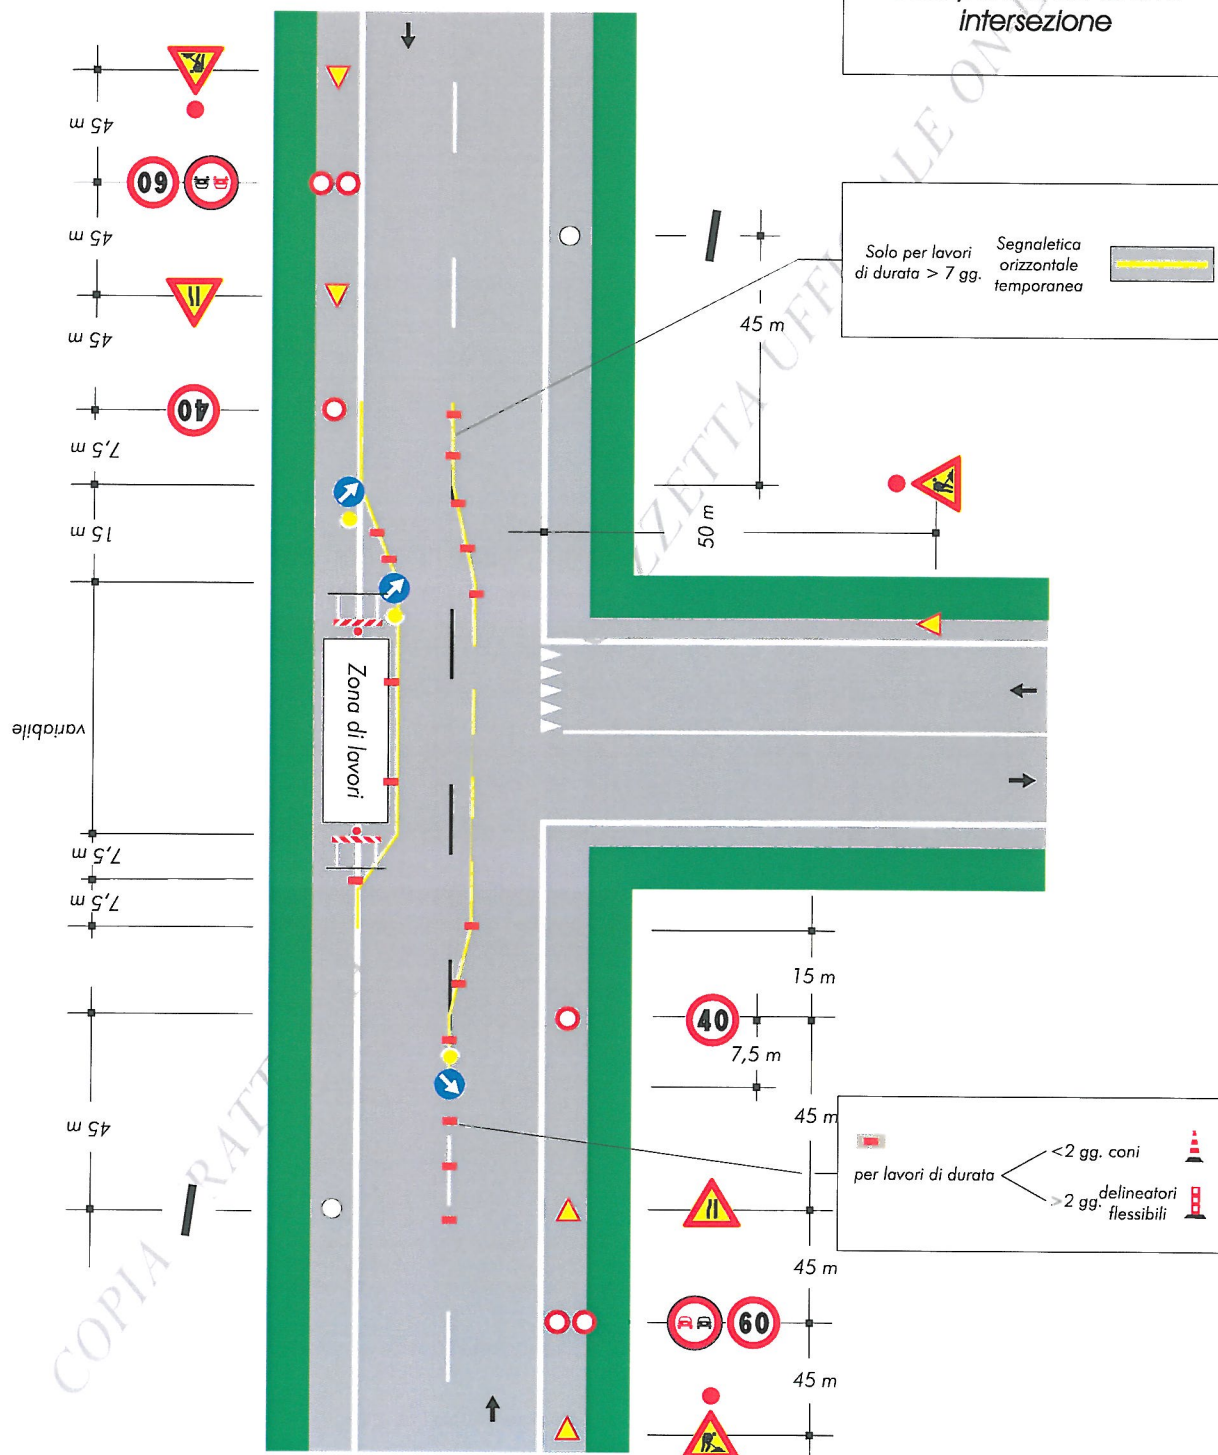 intersezione
45 m
60
45 m
45 m
40
7,5 m
15 m
variabile
7,5 m
7,5 m
45 m
Zona di lavori
Solo per lavori
di durata > 7 gg.
Segnaletica
orizzontale
temporanea
45 m
50 m
15 m
40
7,5 m
45 m
per lavori di durata
<2 gg. coni
>2 gg. delineatori
flessibili
45 m
60
45 m
COPIA